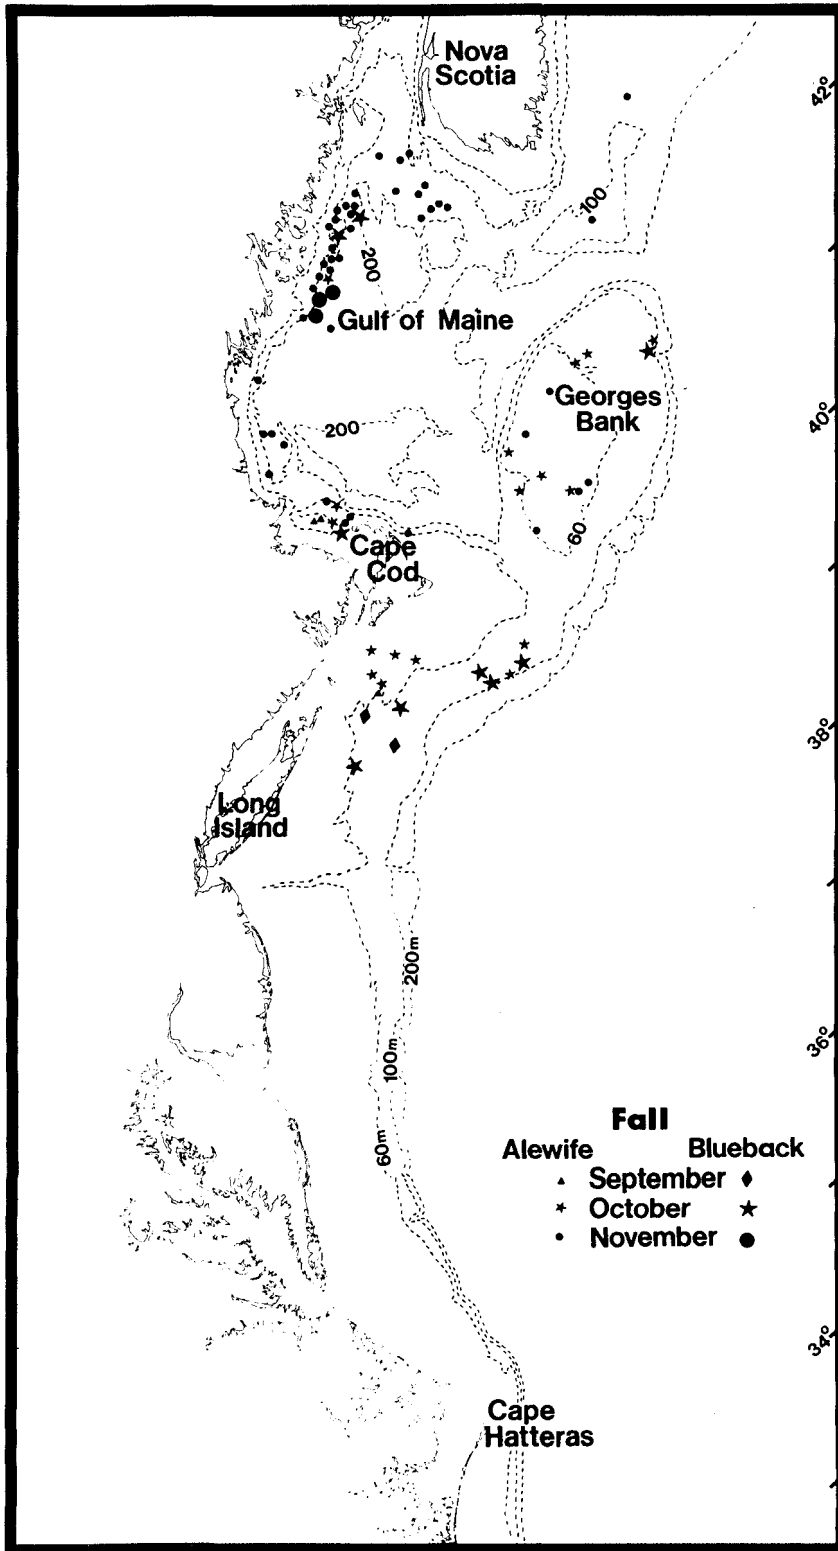 Nova
Scotia
42°
100
200
Gulf of Maine
Georges
Bank
40°
200
60
Cape
Cod
38°
Long
Island
200m
36°
100m
60m
Fall
Alewife Blueback
September
October
November
34°
Cape
Hatteras